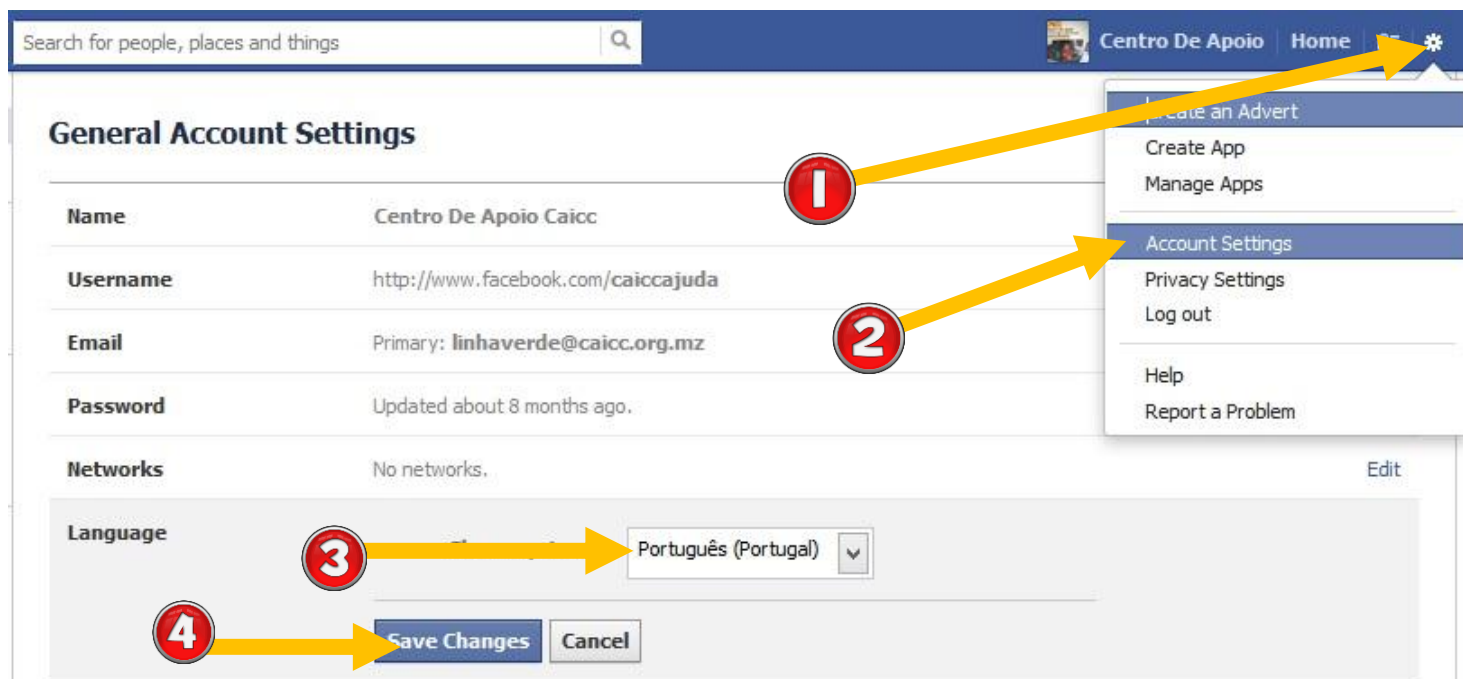 Search for people, places and things
Centro De Apoio Home
General Account Settings
Create an Advert
Create App
Manage Apps
Account Settings
Privacy Settings
Log out
Help
Report a Problem
1
2
Name Centro De Apoio Caicc
Username http://www.facebook.com/caiccajuda
Email Primary: linhaverde@caicc.org.mz
Password Updated about 8 months ago.
Networks No networks. Edit
Language
3 Português (Portugal)
4 Save Changes Cancel